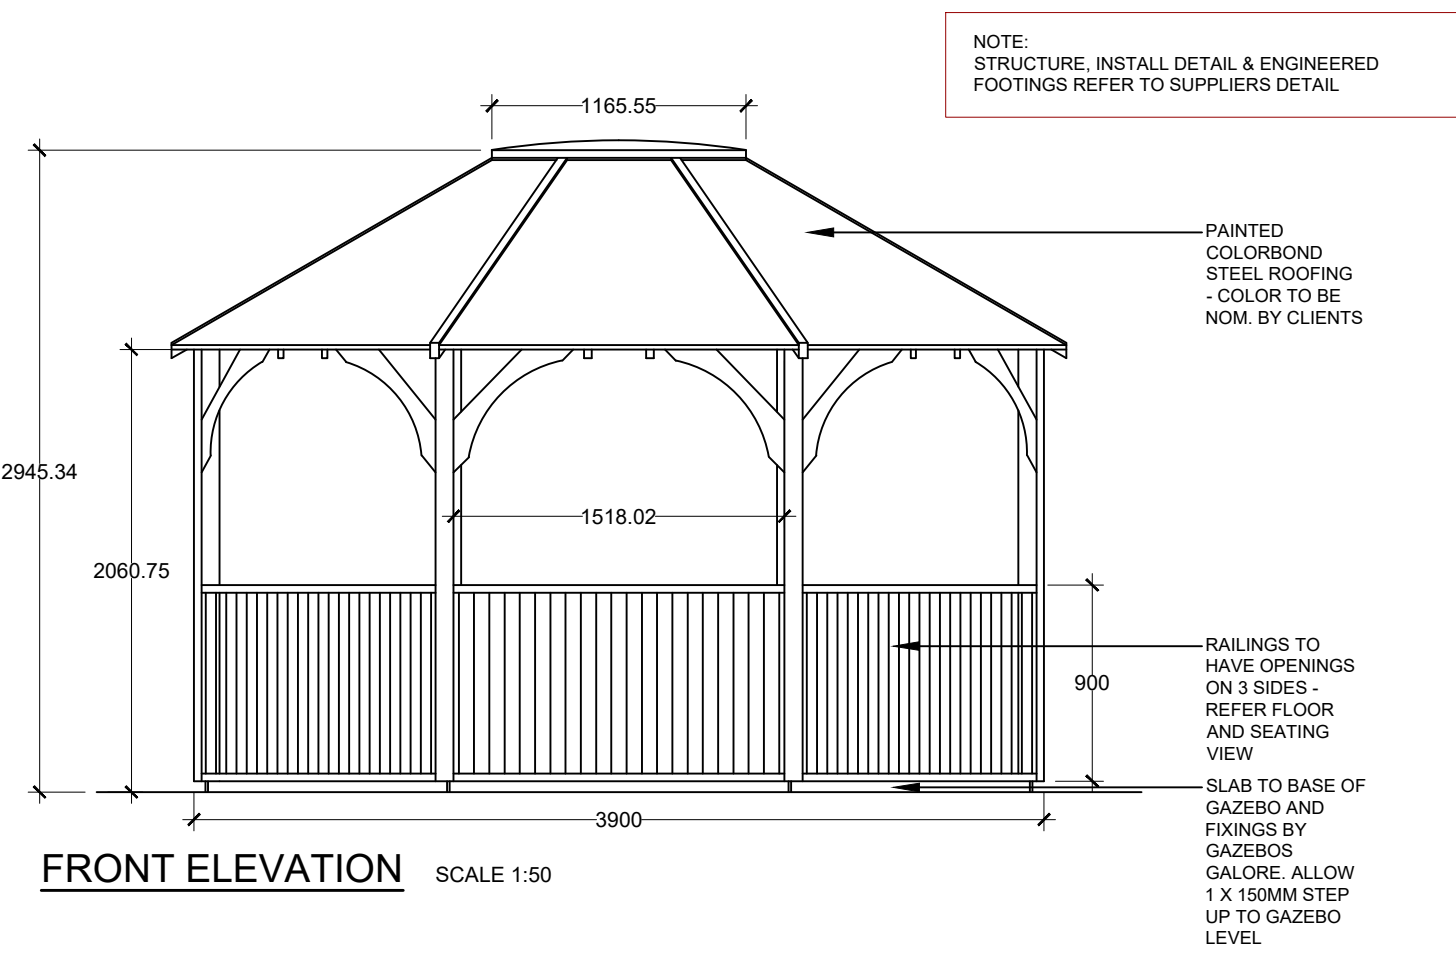 NOTE:
STRUCTURE, INSTALL DETAIL & ENGINEERED
FOOTINGS REFER TO SUPPLIERS DETAIL
1165.55
PAINTED
COLORBOND
STEEL ROOFING
- COLOR TO BE
NOM. BY CLIENTS
2945.34
1518.02
2060.75
RAILINGS TO
HAVE OPENINGS
ON 3 SIDES -
REFER FLOOR
AND SEATING
VIEW
900
SLAB TO BASE OF
GAZEBO AND
FIXINGS BY
GAZEBOS
GALORE. ALLOW
1 X 150MM STEP
UP TO GAZEBO
LEVEL
3900
FRONT ELEVATION SCALE 1:50